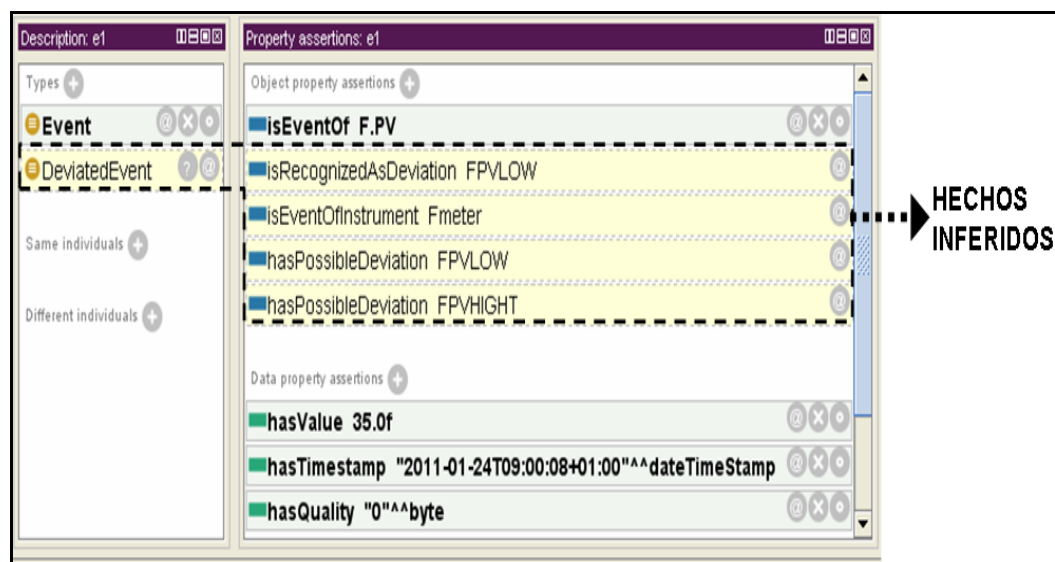 Description: e1
Property assertions: e1
Types
Event
DeviatedEvent
Same individuals
Different individuals
Object property assertions
isEventOf F.PV
isRecognizedAsDeviation FPVLOW
isEventOfInstrument Fmeter
hasPossibleDeviation FPVLOW
hasPossibleDeviation FPVHIGHT
Data property assertions
hasValue 35.0f
hasTimestamp "2011-01-24T09:00:08+01:00"^^dateTimeStamp
hasQuality "0"^^byte
HECHOS
INFERIDOS